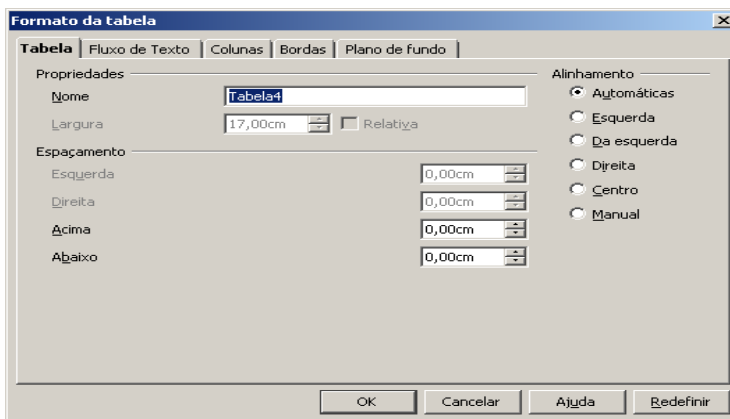 Formato da tabela
Tabela Fluxo de Texto Colunas Bordas Plano de fundo
Propriedades
Nome Tabela4
Largura 17,00cm Relativa
Espaçamento
Esquerda 0,00cm
Direita 0,00cm
Acima 0,00cm
Abaixo 0,00cm
Alinhamento
Automáticas
Esquerda
Da esquerda
Direita
Centro
Manual
OK Cancelar Ajuda Redefinir